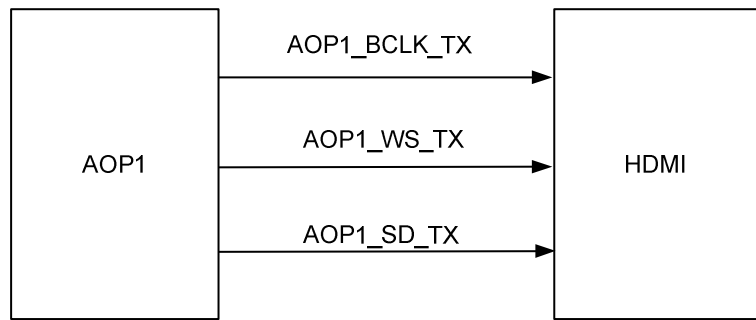 AOP1_BCLK_TX
AOP1_WS_TX
AOP1
HDMI
AOP1_SD_TX